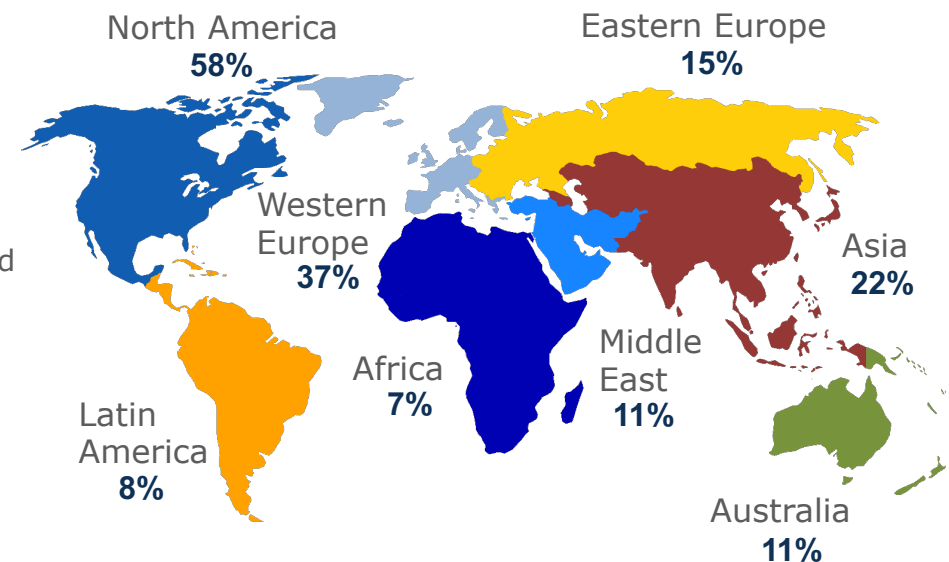 North America
58%
Eastern Europe
15%
Western
Europe
37%
d
Asia
22%
Middle
East
11%
Africa
7%
Latin
America
8%
Australia
11%